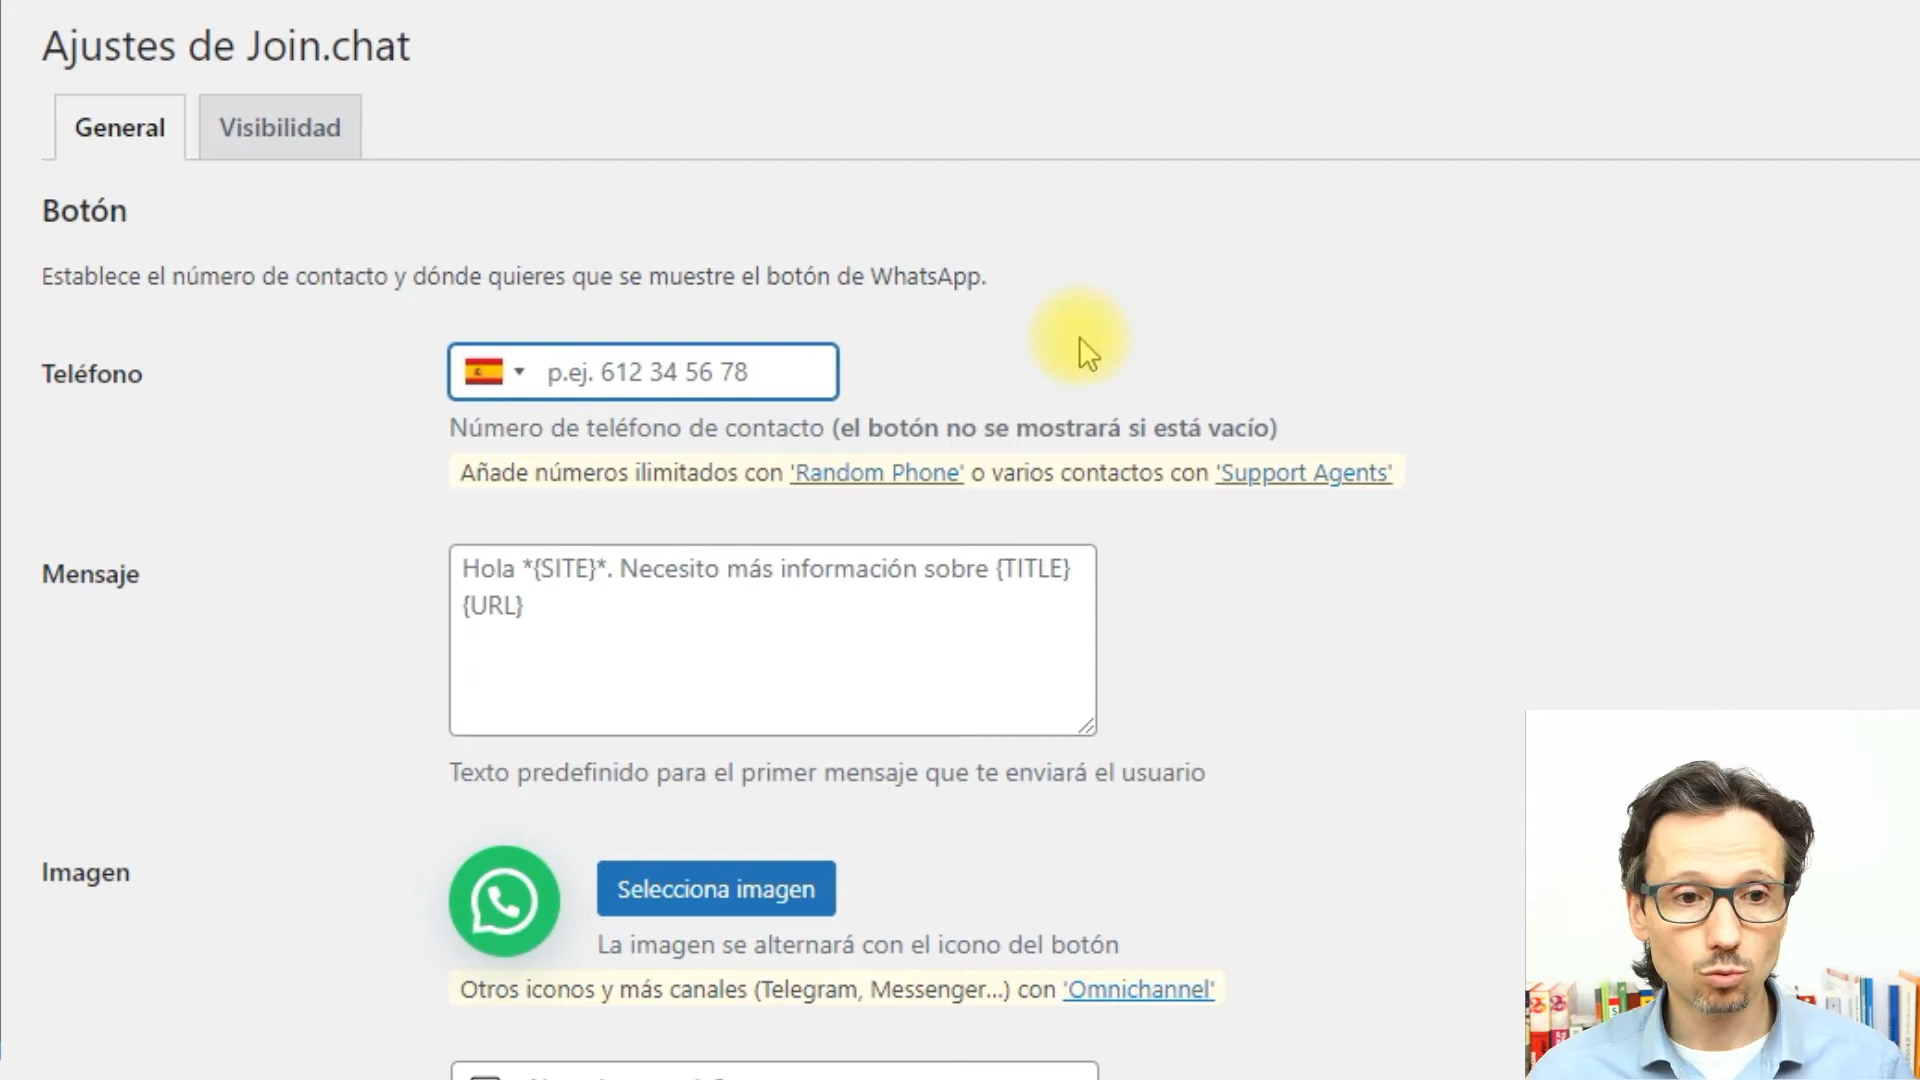 Ajustes de Join.chat
General
Visibilidad
Botón
Establece el número de contacto y dónde quieres que se muestre el botón de WhatsApp.
Teléfono
p.ej. 612 34 56 78
Número de teléfono de contacto (el botón no se mostrará si está vacío)
Añade números ilimitados con 'Random Phone' o varios contactos con 'Support Agents'
Mensaje
Hola *{SITE}*. Necesito más información sobre {TITLE}
{URL}
Texto predefinido para el primer mensaje que te enviará el usuario
Imagen
Selecciona imagen
La imagen se alternará con el icono del botón
Otros iconos y más canales (Telegram, Messenger...) con 'Omnichannel'